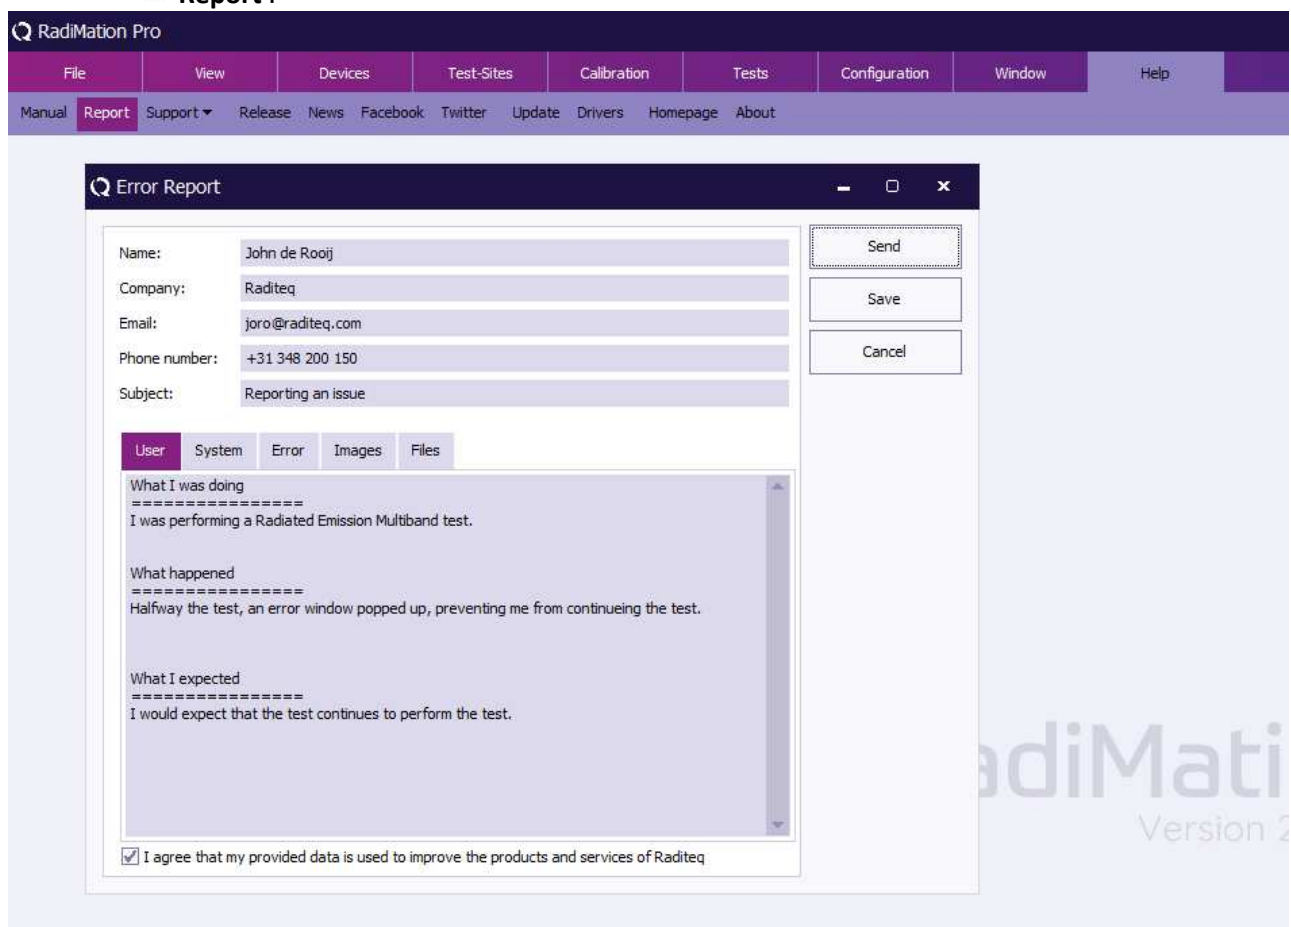 Report .
RadiMation Pro
File View Devices Test-Sites Calibration Tests Configuration Window Help
Manual Report Support Release News Facebook Twitter Update Drivers Homepage About
Error Report
Name: John de Rooij
Send
Company: Raditeq
Save
Email: joro@raditeq.com
Phone number: +31 348 200 150
Cancel
Subject: Reporting an issue
User System Error Images Files
What I was doing
=================
I was performing a Radiated Emission Multiband test.
What happened
=================
Halfway the test, an error window popped up, preventing me from continueing the test.
What I expected
=================
I would expect that the test continues to perform the test.
adiMati
Version 2
I agree that my provided data is used to improve the products and services of Raditeq